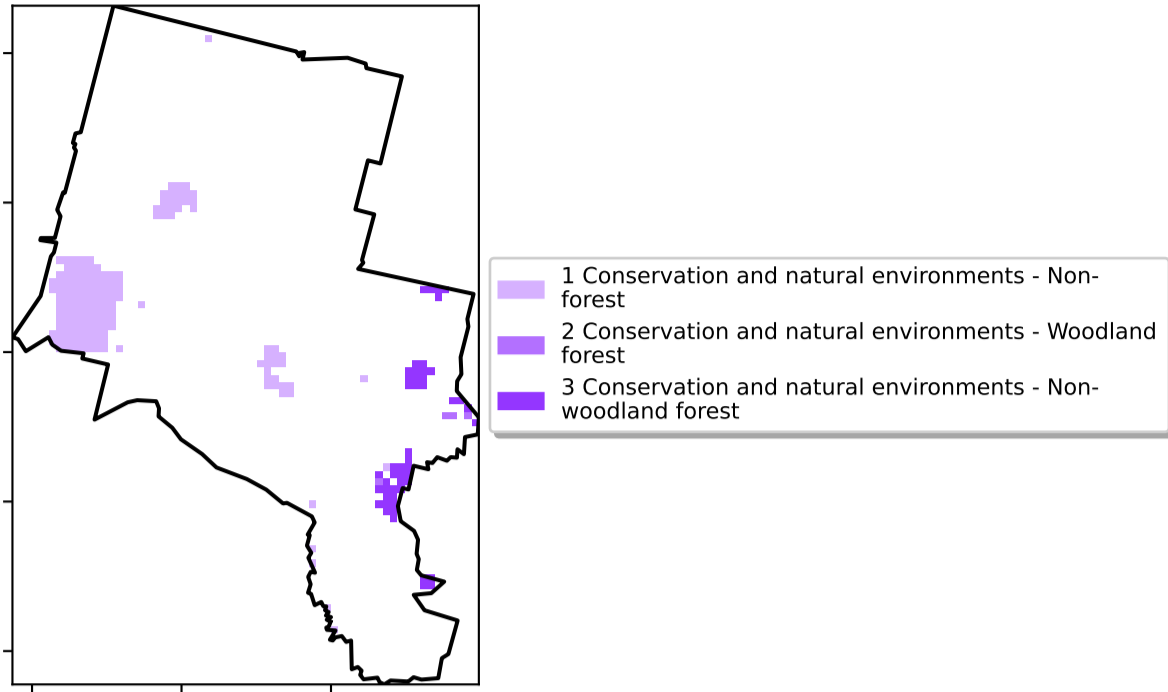 1 Conservation and natural environments - Non-
forest
2 Conservation and natural environments - Woodland
forest
3 Conservation and natural environments - Non-
woodland forest